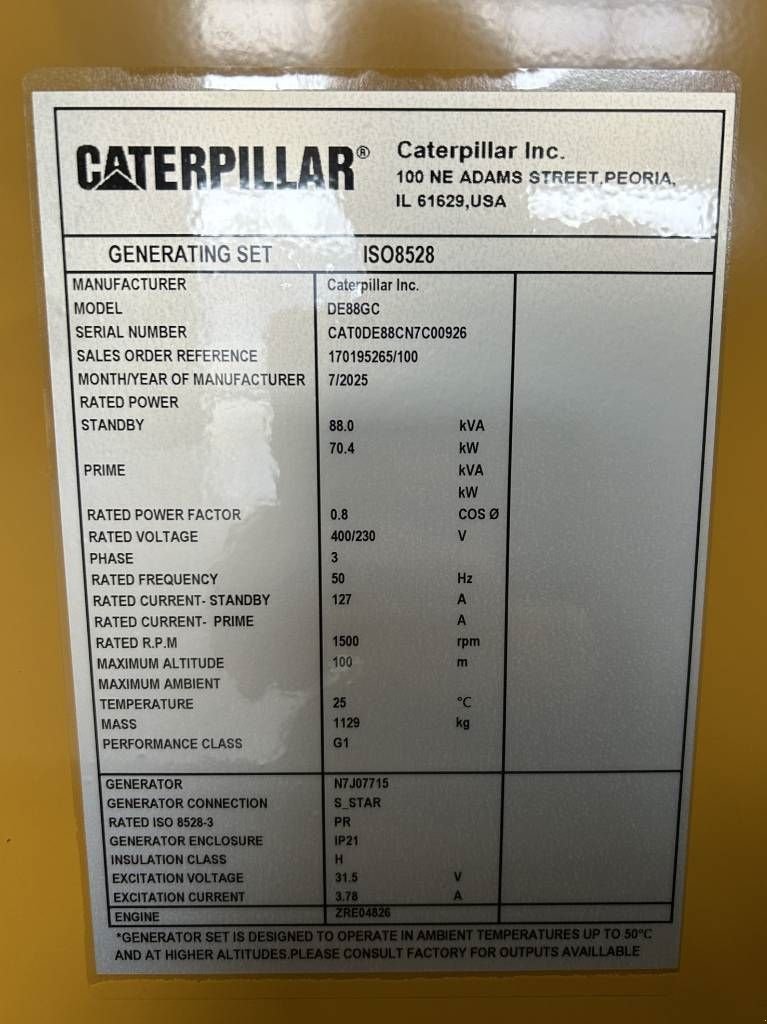 CATERPILLAR® Caterpillar Inc.
100 NE ADAMS STREET,PEORIA,
IL 61629,USA
GENERATING SET ISO8528
MANUFACTURER Caterpillar Inc.
MODEL DE88GC
SERIAL NUMBER CAT0DE88CN7C00926
SALES ORDER REFERENCE 170195265/100
MONTH/YEAR OF MANUFACTURER 7/2025
RATED POWER
STANDBY 88.0 kVA
70.4 kW
PRIME kVA
kW
RATED POWER FACTOR 0.8 COS Ø
RATED VOLTAGE 400/230 V
PHASE 3
RATED FREQUENCY 50 Hz
RATED CURRENT- STANDBY 127 A
RATED CURRENT- PRIME A
RATED R.P.M 1500 rpm
MAXIMUM ALTITUDE 100 m
MAXIMUM AMBIENT
TEMPERATURE 25 °C
MASS 1129 kg
PERFORMANCE CLASS G1
GENERATOR N7J07715
GENERATOR CONNECTION S_STAR
RATED ISO 8528-3 PR
GENERATOR ENCLOSURE IP21
INSULATION CLASS H
EXCITATION VOLTAGE 31.5 V
EXCITATION CURRENT 3.78 A
ENGINE ZRE04826
*GENERATOR SET IS DESIGNED TO OPERATE IN AMBIENT TEMPERATURES UP TO 50°C
AND AT HIGHER ALTITUDES.PLEASE CONSULT FACTORY FOR OUTPUTS AVAILLABLE